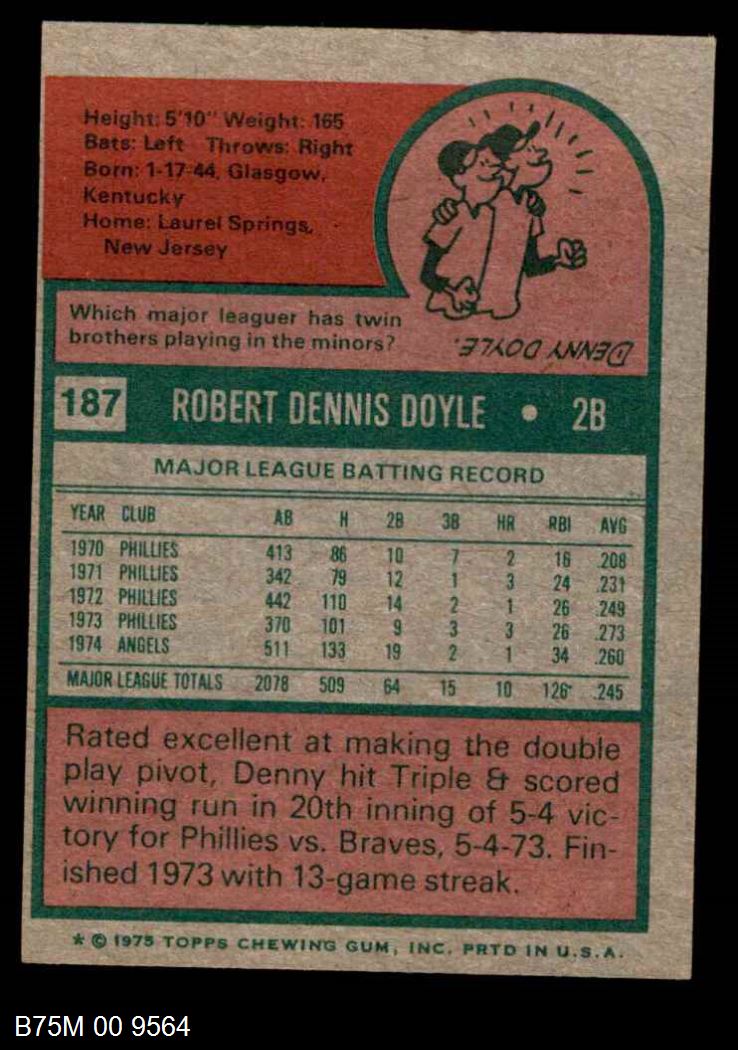 Height: 5'10" Weight: 165
Bats: Left Throws: Right
Born: 1-17-44, Glasgow,
Kentucky
Home: Laurel Springs,
New Jersey
Which major leaguer has twin
brothers playing in the minors?
DENNY DOYLE.
187 ROBERT DENNIS DOYLE • 2B
MAJOR LEAGUE BATTING RECORD
YEAR CLUB AB H 2B 3B HR RBI AVG
1970 PHILLIES 413 86 10 7 2 16 .208
1971 PHILLIES 342 79 12 1 3 24 .231
1972 PHILLIES 442 110 14 2 1 26 .249
1973 PHILLIES 370 101 9 3 3 26 .273
1974 ANGELS 511 133 19 2 1 34 .260
MAJOR LEAGUE TOTALS 2078 509 64 15 10 126 .245
Rated excellent at making the double
play pivot, Denny hit Triple & scored
winning run in 20th inning of 5-4 vic-
tory for Phillies vs. Braves, 5-4-73. Fin-
ished 1973 with 13-game streak.
* © 1975 TOPPS CHEWING GUM, INC. PRTD IN U.S.A.
B75M 00 9564